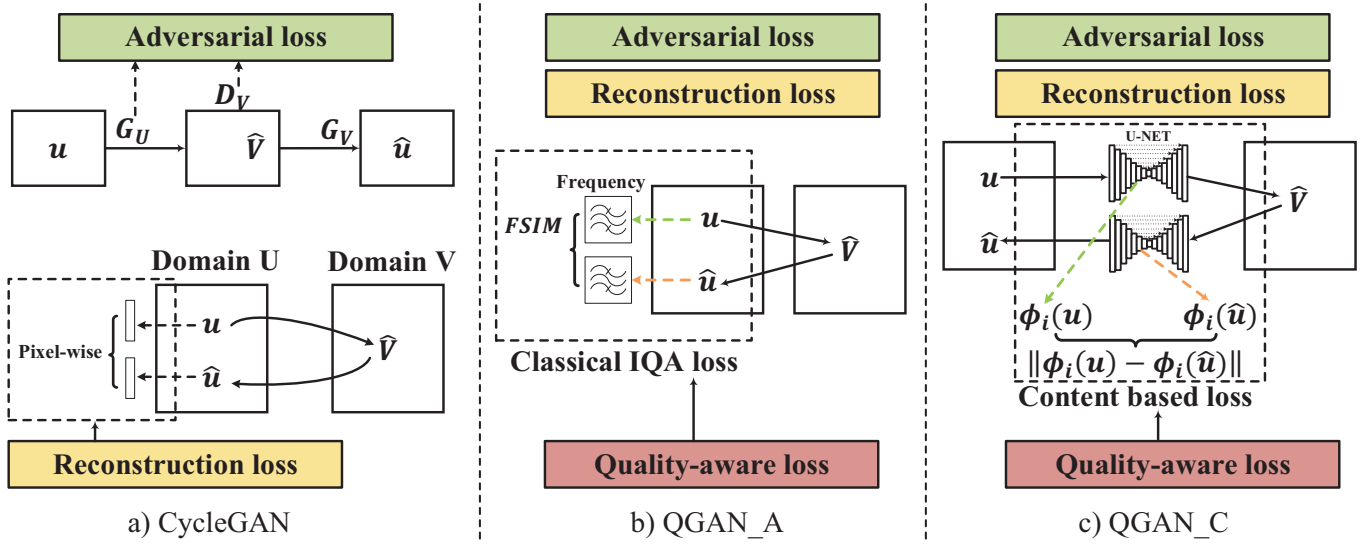 Adversarial loss
G_U
D_V
G_V
u
V̂
û
Domain U
Domain V
Pixel-wise {
u
û
V̂
Reconstruction loss
a) CycleGAN
Adversarial loss
Reconstruction loss
Frequency
FSIM {
u
û
V̂
Classical IQA loss
Quality-aware loss
b) QGAN_A
Adversarial loss
Reconstruction loss
U-NET
u
û
V̂
ϕ_i(u)
ϕ_i(û)
‖ϕ_i(u) − ϕ_i(û)‖
Content based loss
Quality-aware loss
c) QGAN_C